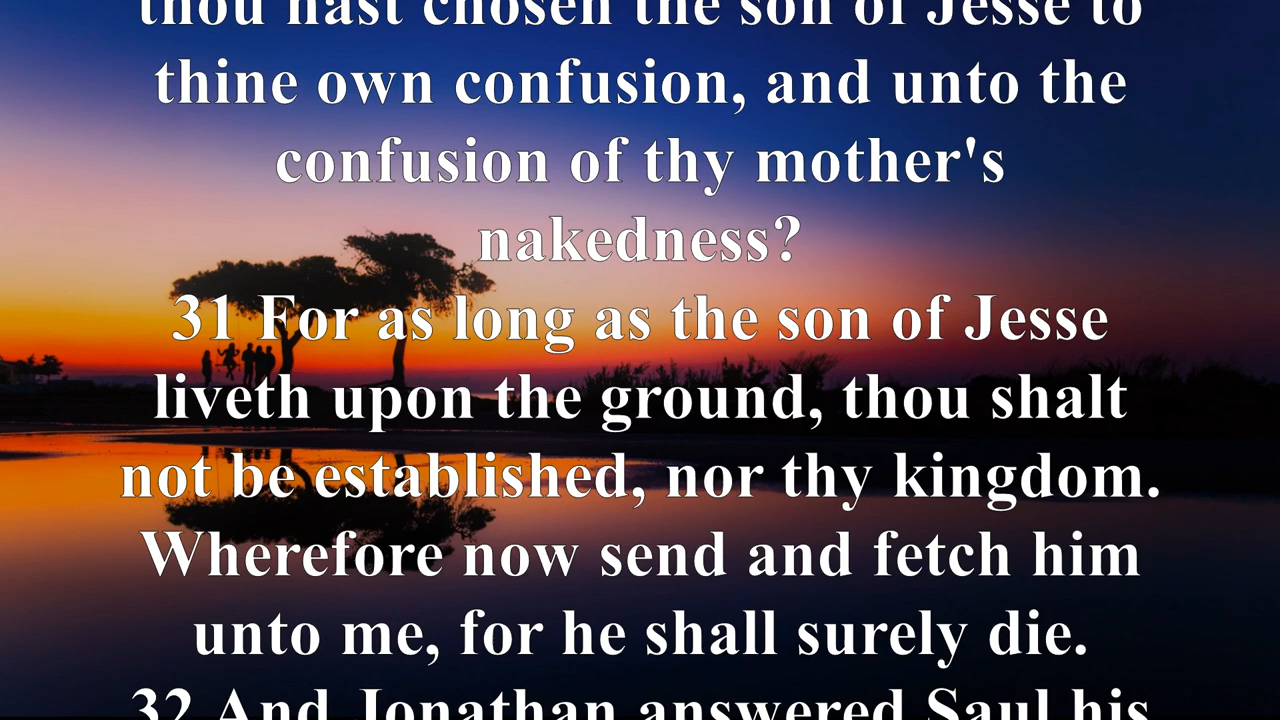 thou hast chosen the son of Jesse to
thine own confusion, and unto the
confusion of thy mother's
nakedness?
31 For as long as the son of Jesse
liveth upon the ground, thou shalt
not be established, nor thy kingdom.
Wherefore now send and fetch him
unto me, for he shall surely die.
32 And Jonathan answered Saul his